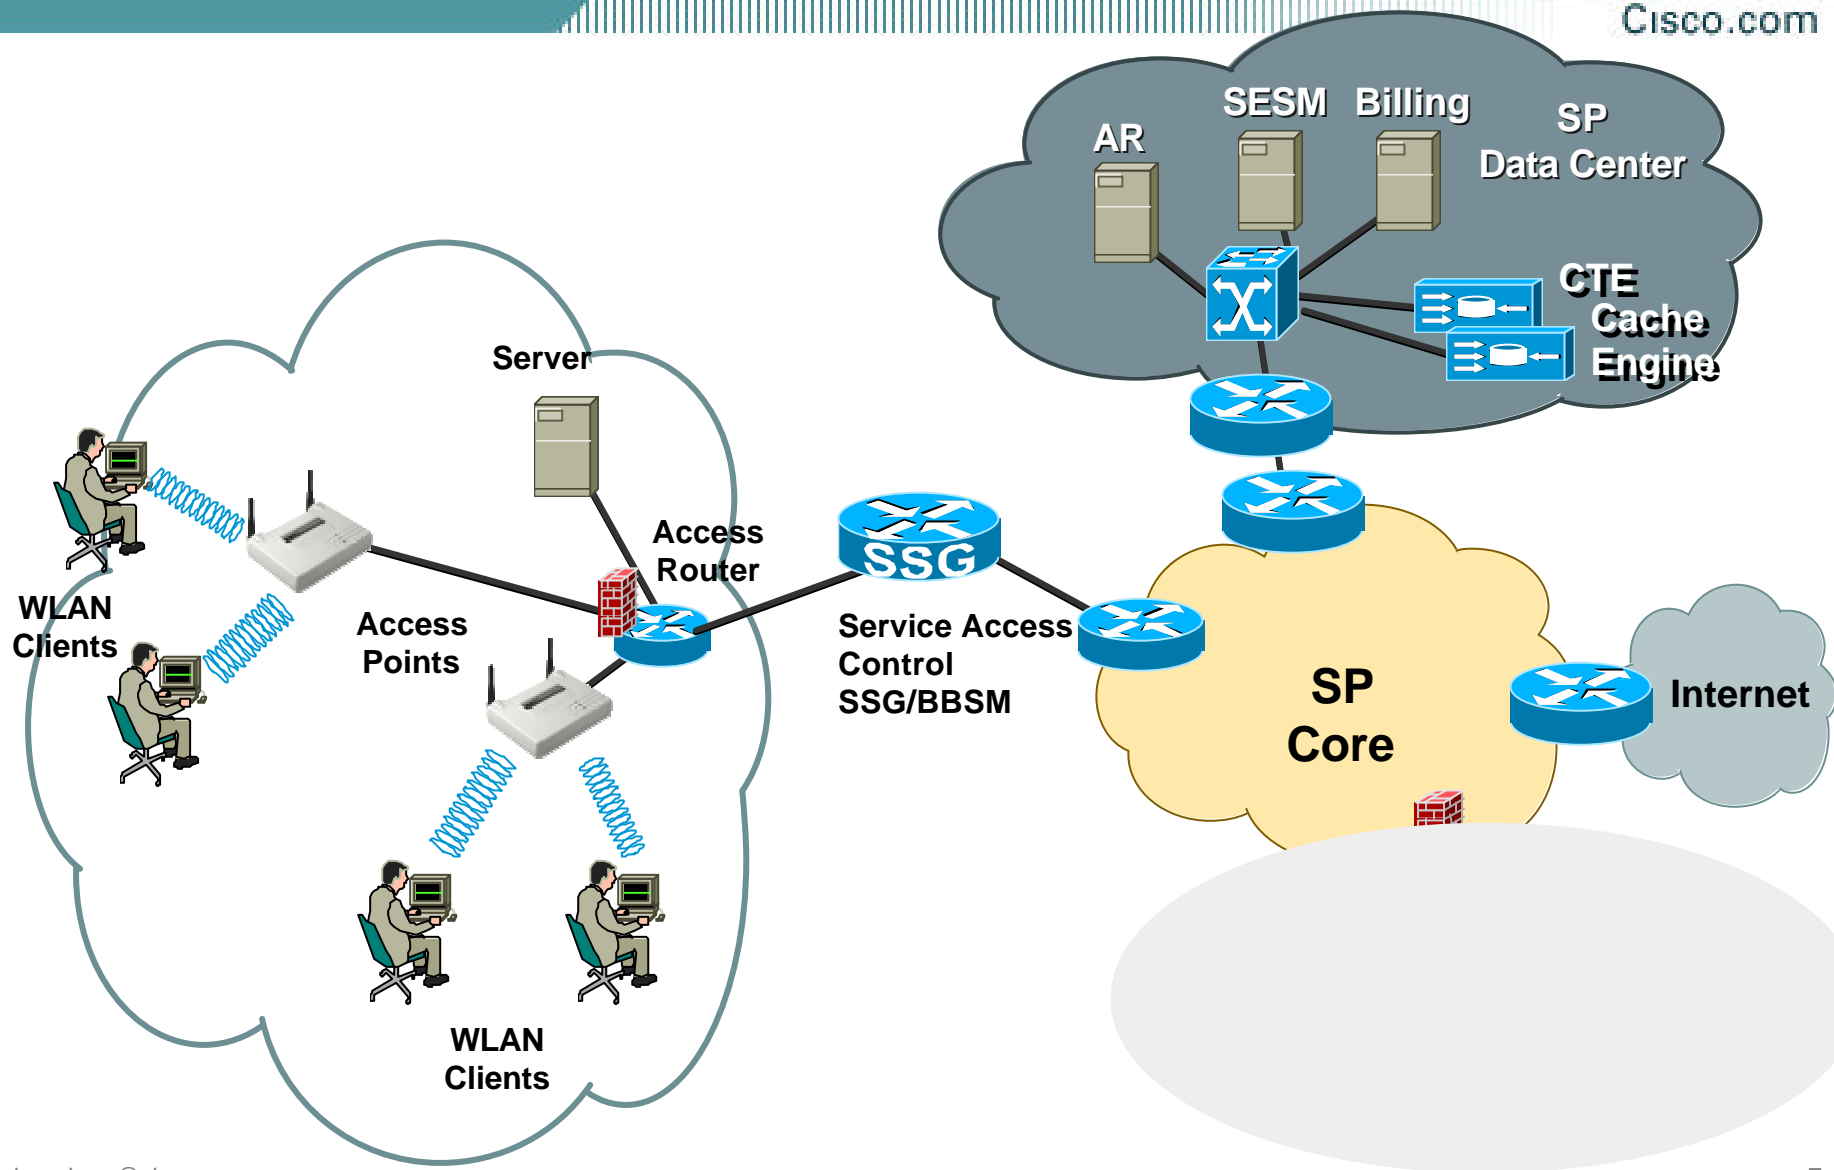 Cisco.com
SESM
Billing
SP
Data Center
AR
CTE
Cache
Engine
Server
Access
Router
SSG
WLAN
Clients
Access
Points
Service Access
Control
SSG/BBSM
SP
Core
Internet
WLAN
Clients